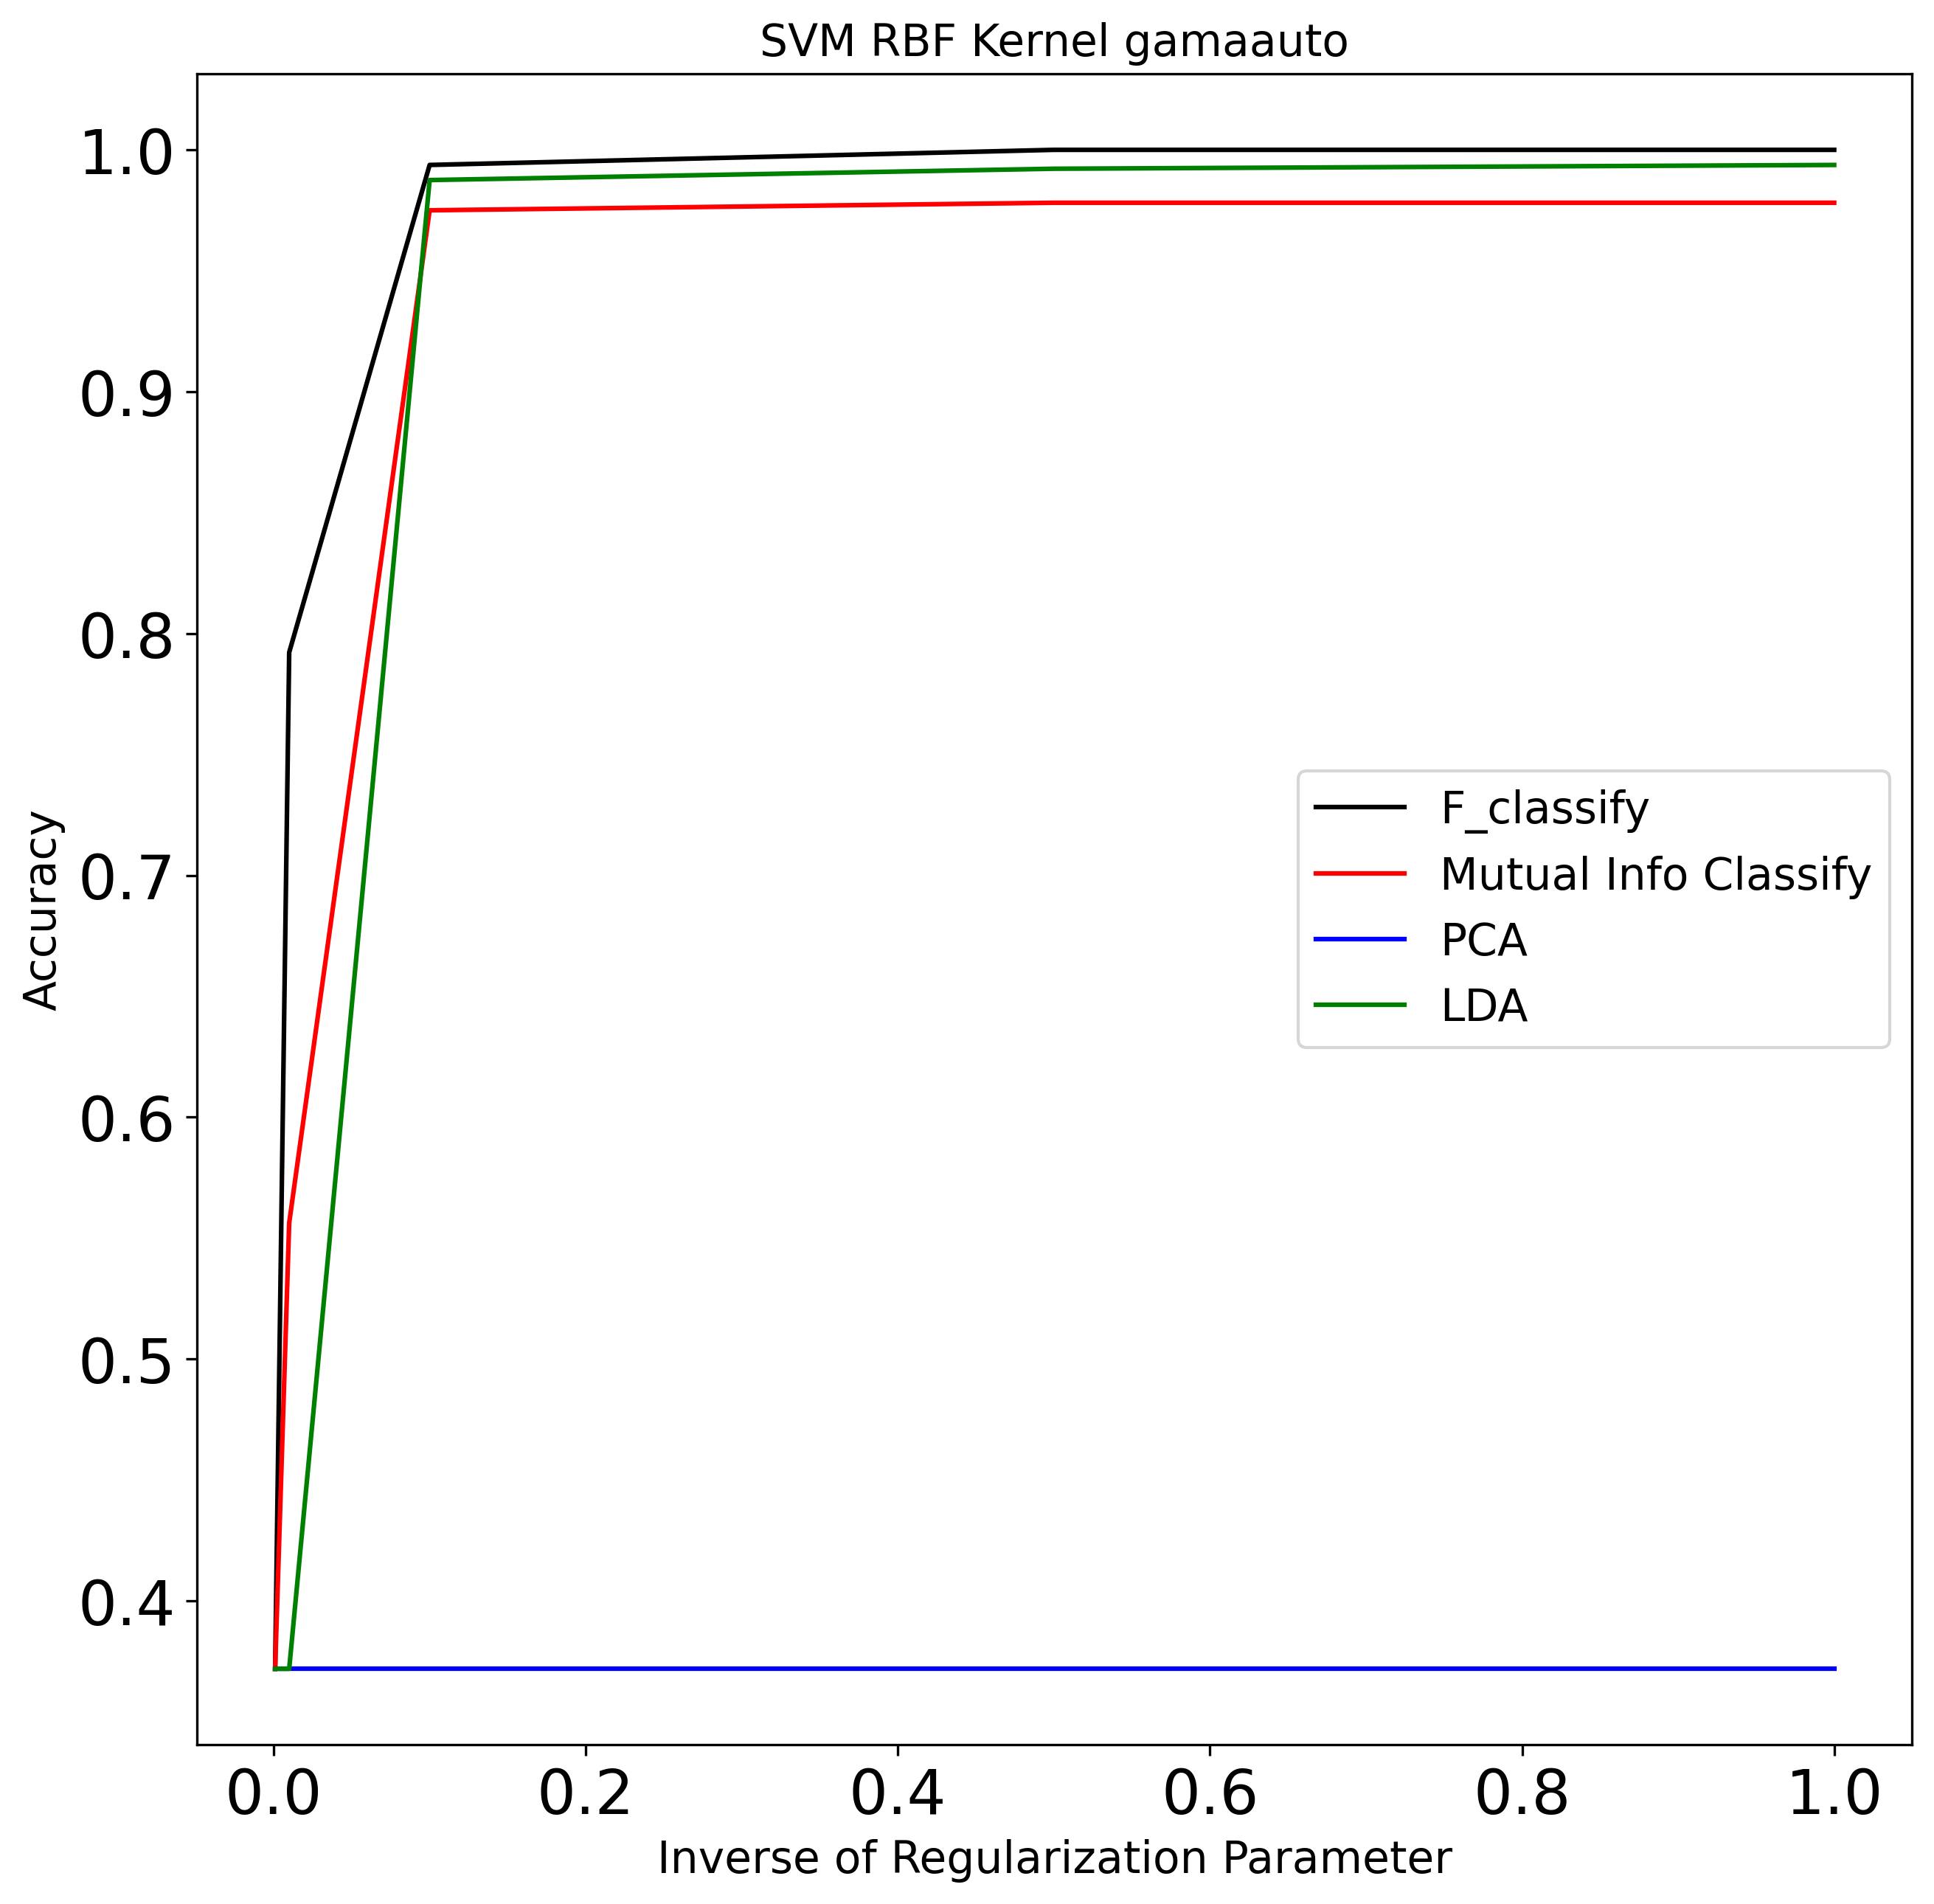 SVM RBF Kernel gamaauto
1.0
0.9
0.8
0.7
0.6
0.5
0.4
Accuracy
F_classify
Mutual Info Classify
PCA
LDA
0.0 0.2 0.4 0.6 0.8 1.0
Inverse of Regularization Parameter